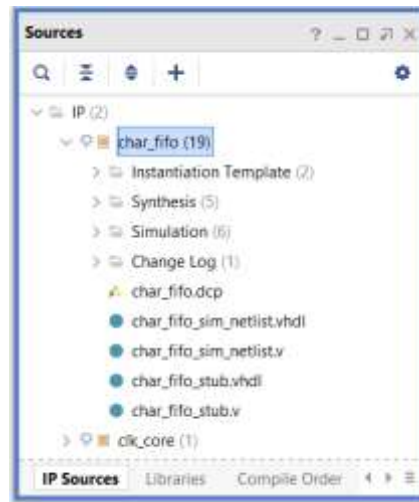 Sources
IP (2)
char_fifo (19)
Instantiation Template (2)
Synthesis (5)
Simulation (6)
Change Log (1)
char_fifo.dcp
char_fifo_sim_netlist.vhdl
char_fifo_sim_netlist.v
char_fifo_stub.vhdl
char_fifo_stub.v
clk_core (1)
IP Sources Libraries Compile Order